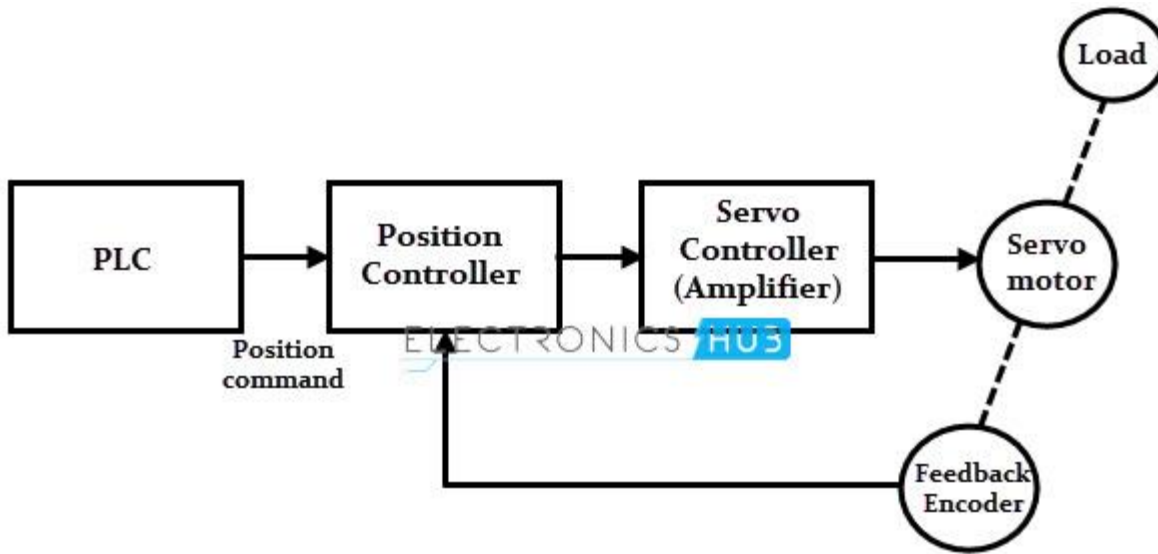 Load
PLC
Position
Controller
Servo
Controller
(Amplifier)
Servo
motor
Position
command
ELECTRONICS HUB
Feedback
Encoder